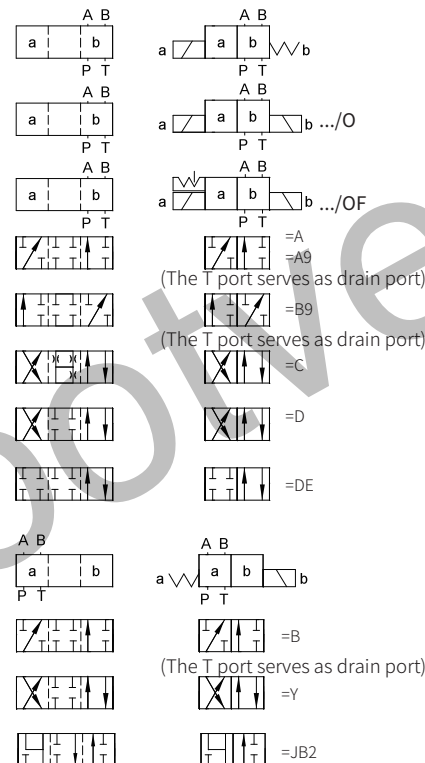 A B A B
a b a b
P T P T
A B A B
a b a b .../O
P T P T
A B A B
a b a b .../OF
P T P T
=A
=A9
(The T port serves as drain port)
=B9
(The T port serves as drain port)
=C
=D
=DE
A B A B
a b a a b b
P T P T
=B
(The T port serves as drain port)
=Y
=JB2